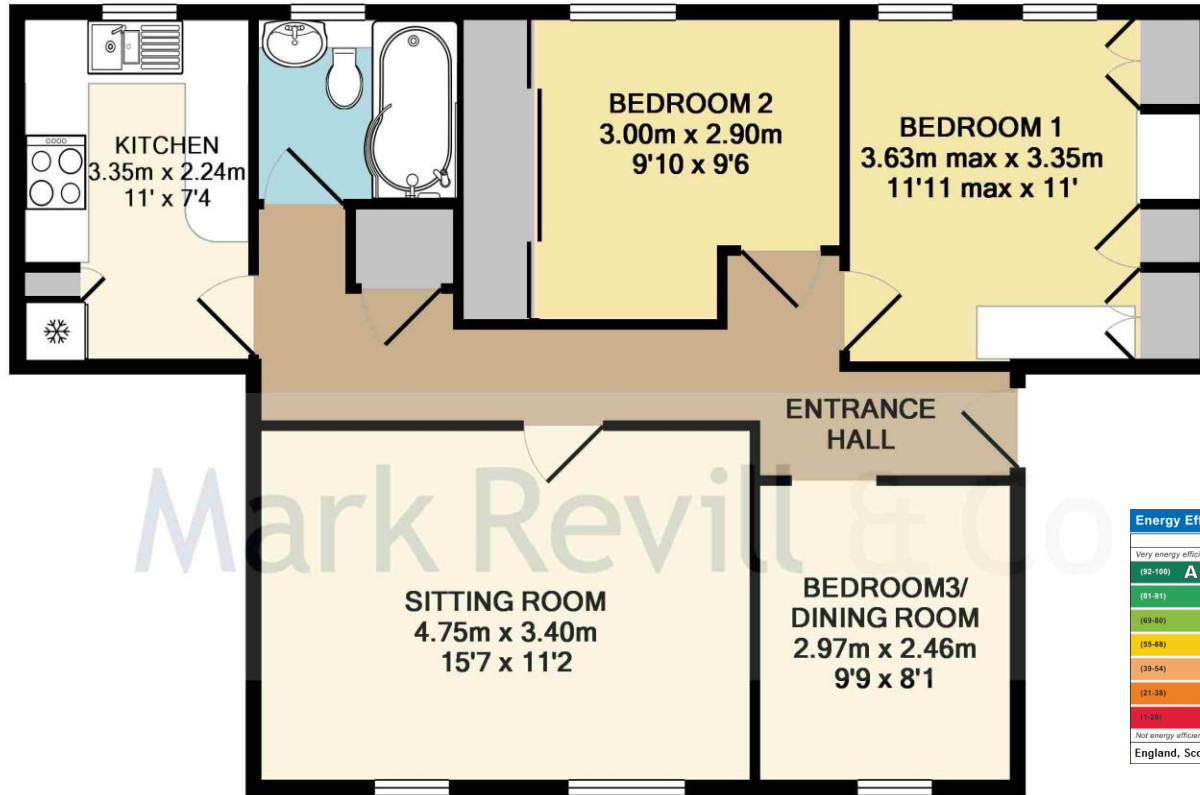 KITCHEN
3.35m x 2.24m
11' x 7'4
BEDROOM 2
3.00m x 2.90m
9'10 x 9'6
BEDROOM 1
3.63m max x 3.35m
11'11 max x 11'
ENTRANCE
HALL
Mark Revill & Co
SITTING ROOM
4.75m x 3.40m
15'7 x 11'2
BEDROOM3/
DINING ROOM
2.97m x 2.46m
9'9 x 8'1
Energy Eff
Very energy effici
(92-100) A
(81-91)
(69-80)
(55-68)
(39-54)
(21-38)
(1-20)
Not energy efficien
England, Sco